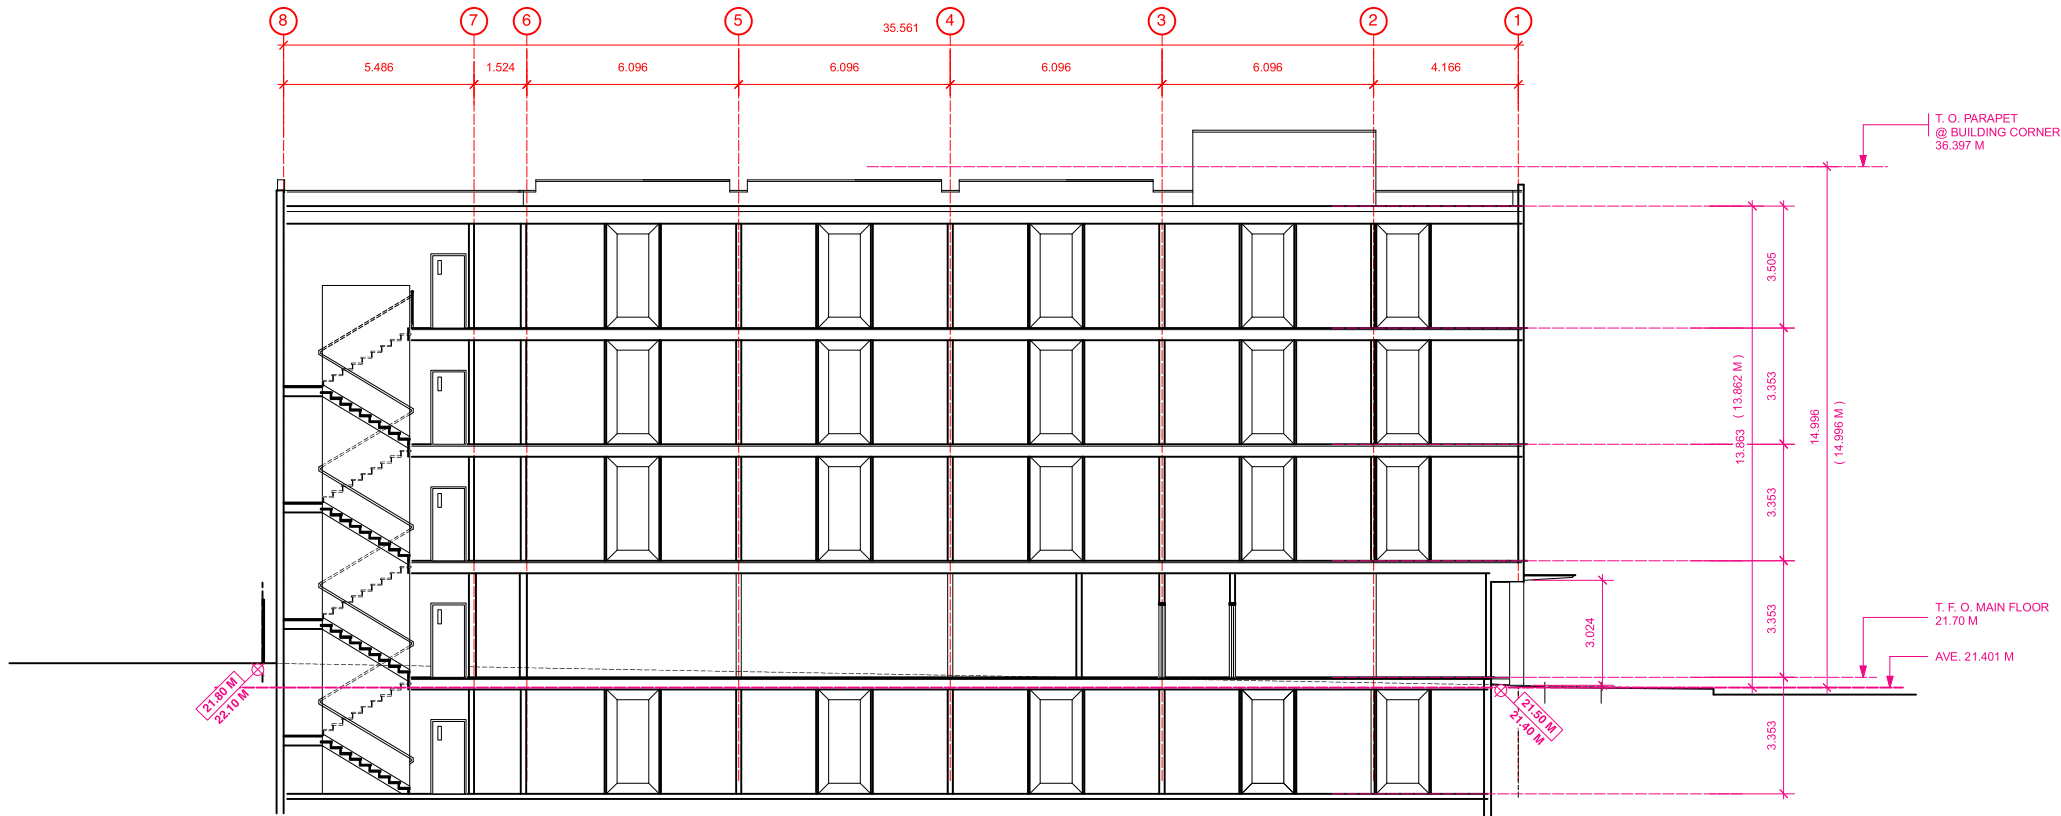 8 7 6 5 4 3 2 1
35.561
5.486 1.524 6.096 6.096 6.096 6.096 4.166
T. O. PARAPET
@ BUILDING CORNER
36.397 M
3.505
3.353
13.863 ( 13.862 M )
14.996
( 14.996 M )
3.353
3.353
3.024
T. F. O. MAIN FLOOR
21.70 M
AVE. 21.401 M
21.80 M
22.10 M
21.50 M
21.40 M
3.353